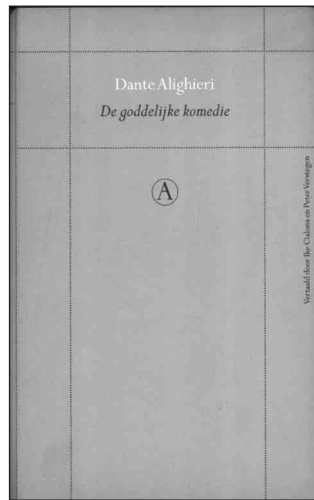 Dante Alighieri
De goddelijke komedie
A
Vertaald door Ike Cialona en Peter Verstegen